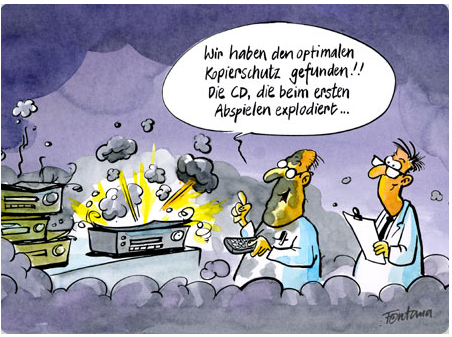 Wir haben den optimalen
Kopierschutz gefunden!!
Die CD, die beim ersten
Abspielen explodiert...
Fontana